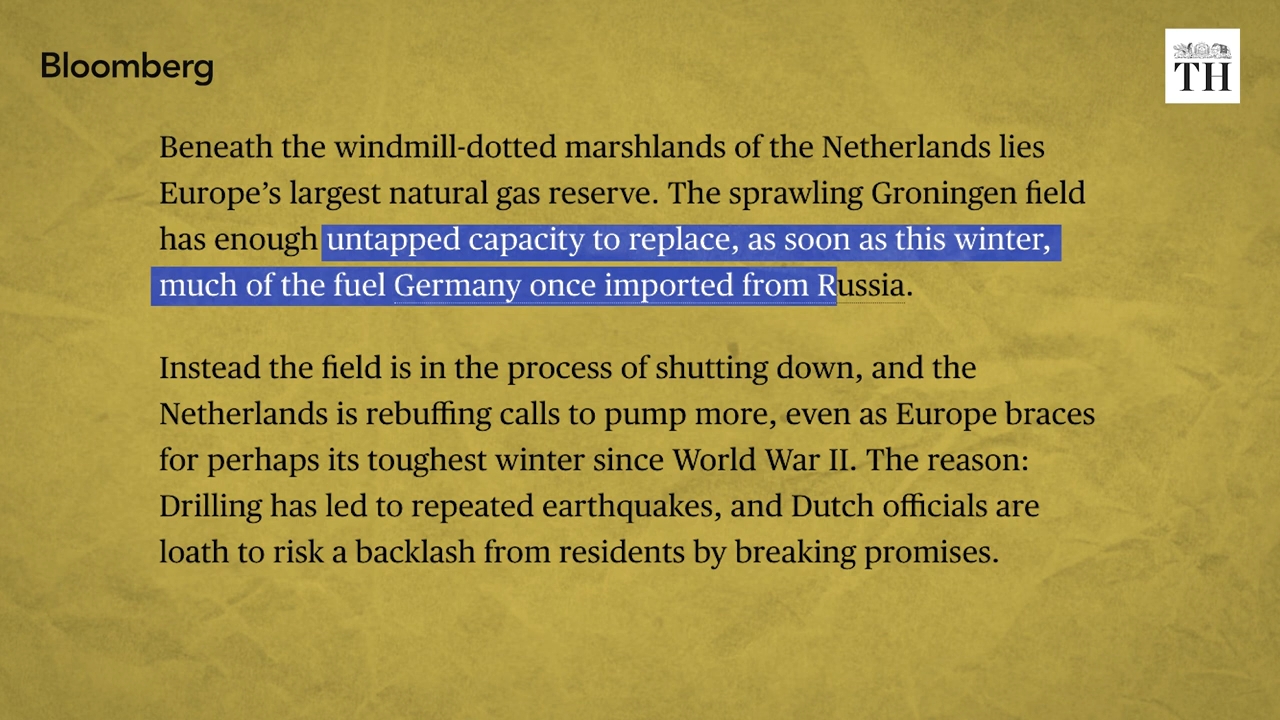 Bloomberg
TH
Beneath the windmill-dotted marshlands of the Netherlands lies
Europe’s largest natural gas reserve. The sprawling Groningen field
has enough untapped capacity to replace, as soon as this winter,
much of the fuel Germany once imported from Russia.
Instead the field is in the process of shutting down, and the
Netherlands is rebuffing calls to pump more, even as Europe braces
for perhaps its toughest winter since World War II. The reason:
Drilling has led to repeated earthquakes, and Dutch officials are
loath to risk a backlash from residents by breaking promises.